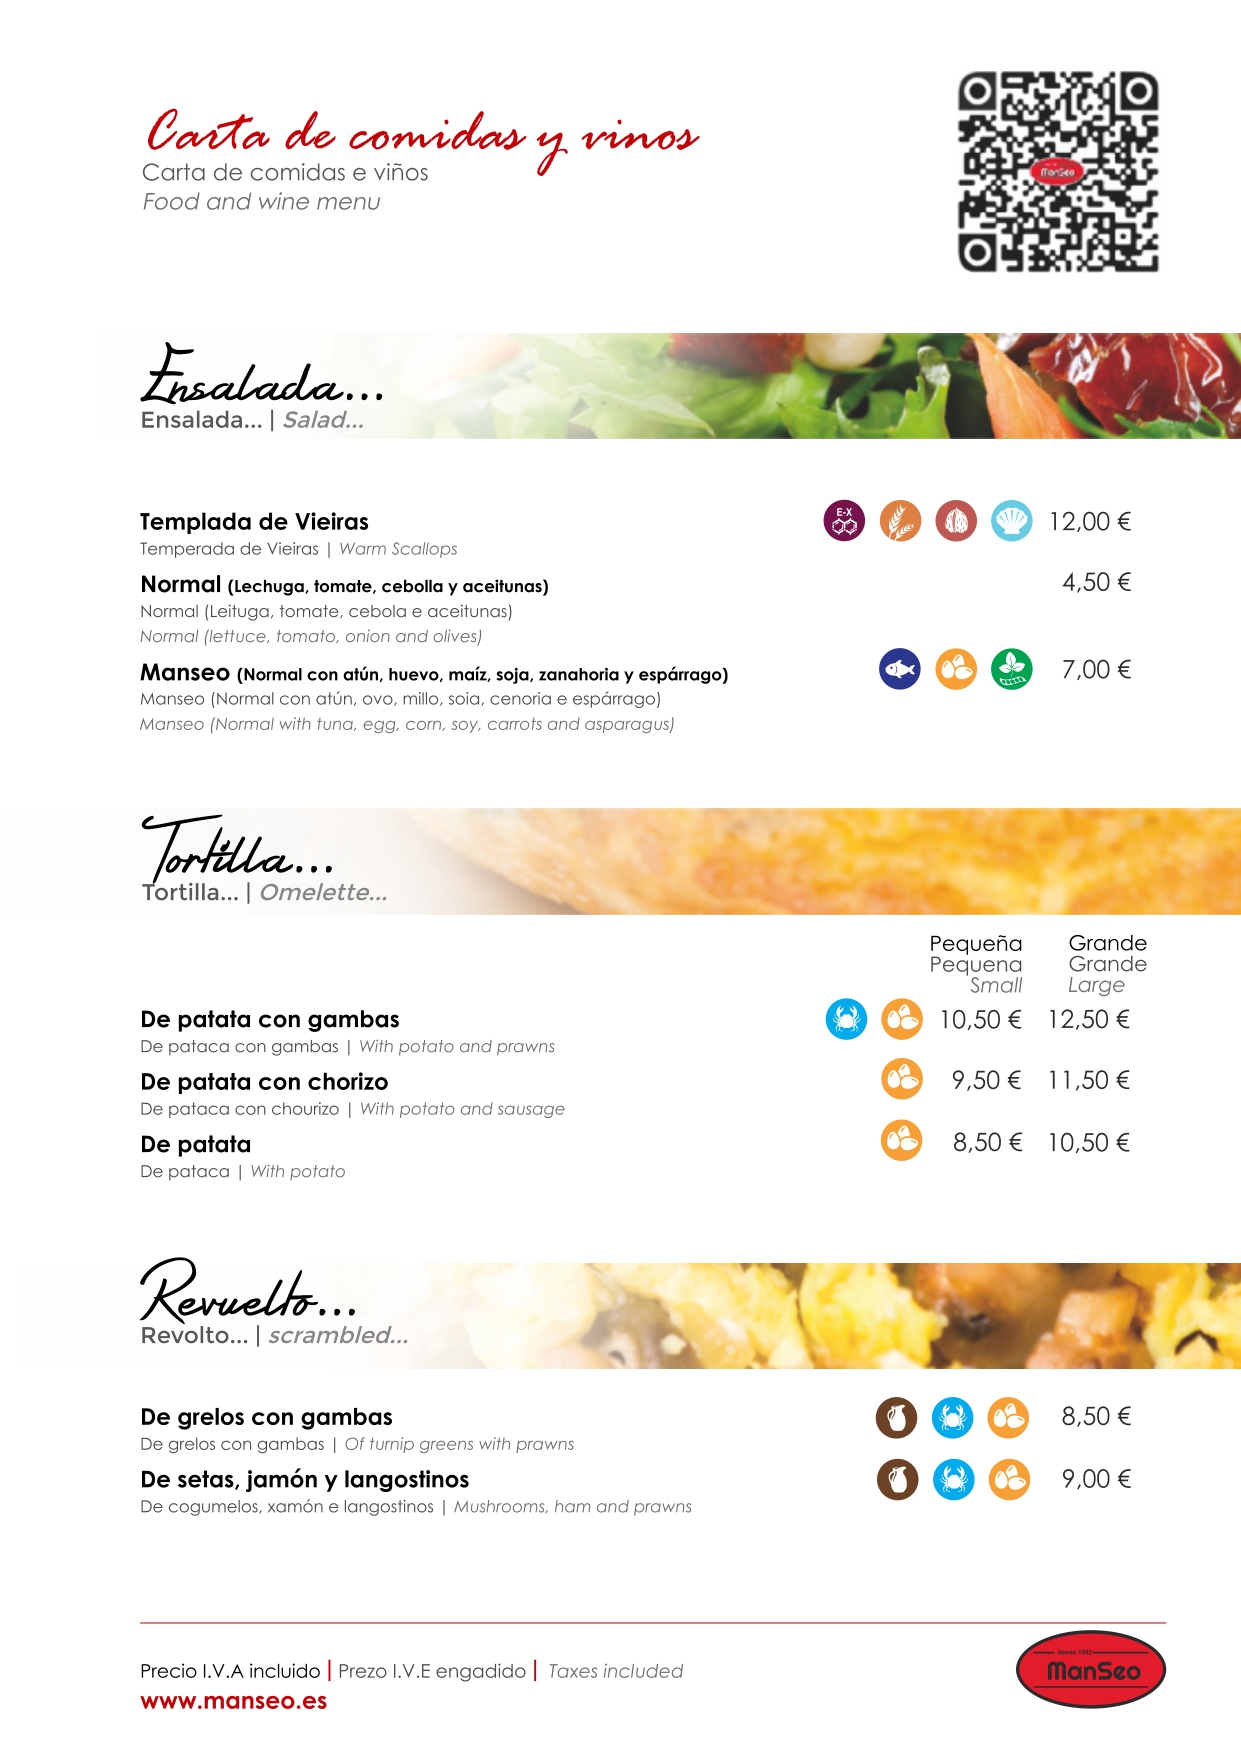 Carta de comidas y vinos
Carta de comidas e viños
Food and wine menu
ManSeo
Ensalada...
Ensalada... | Salad...
Templada de Vieiras E-X 12,00 €
Temperada de Vieiras | Warm Scallops
Normal (Lechuga, tomate, cebolla y aceitunas) 4,50 €
Normal (Leituga, tomate, cebola e aceitunas)
Normal (lettuce, tomato, onion and olives)
Manseo (Normal con atún, huevo, maíz, soja, zanahoria y espárrago) 7,00 €
Manseo (Normal con atún, ovo, millo, soia, cenoria e espárrago)
Manseo (Normal with tuna, egg, corn, soy, carrots and asparagus)
Tortilla...
Tortilla... | Omelette...
Pequeña Grande
Pequena Grande
Small Large
De patata con gambas 10,50 € 12,50 €
De pataca con gambas | With potato and prawns
De patata con chorizo 9,50 € 11,50 €
De pataca con chourizo | With potato and sausage
De patata 8,50 € 10,50 €
De pataca | With potato
Revuelto...
Revolto... | scrambled...
De grelos con gambas 8,50 €
De grelos con gambas | Of turnip greens with prawns
De setas, jamón y langostinos 9,00 €
De cogumelos, xamón e langostinos | Mushrooms, ham and prawns
Precio I.V.A incluido | Prezo I.V.E engadido | Taxes included
www.manseo.es
desde 1992
ManSeo